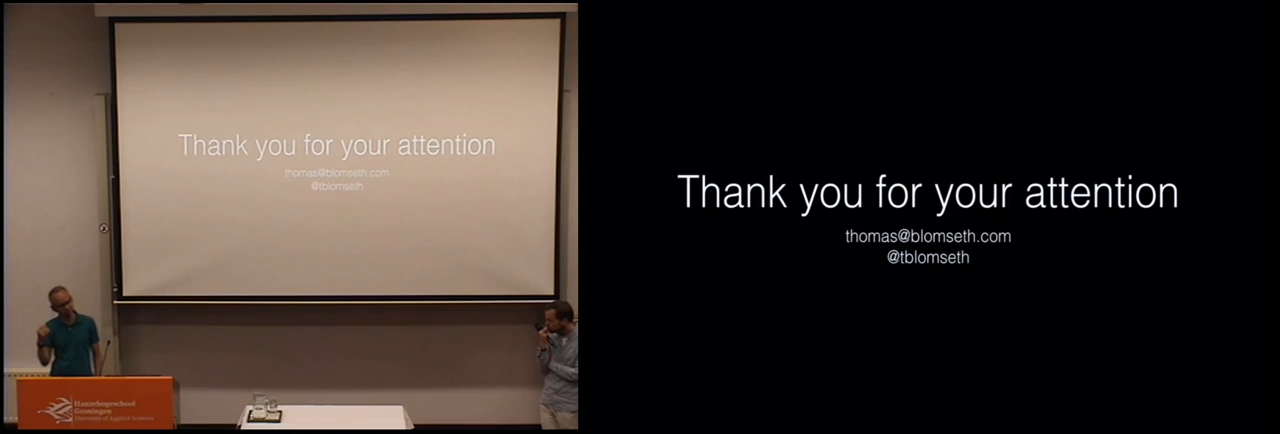 Thank you for your attention
thomas@blomseth.com
@tblomseth
Hanzehogeschool
Groningen
University of Applied Sciences
Thank you for your attention
thomas@blomseth.com
@tblomseth